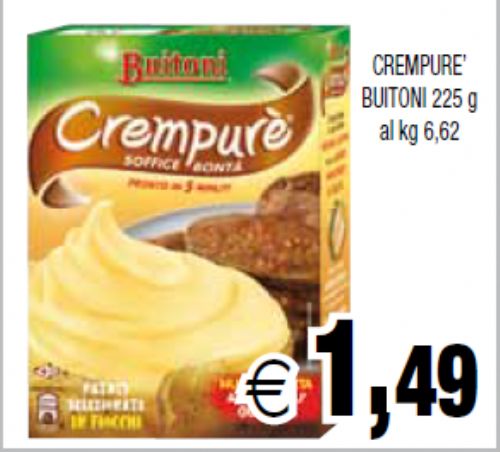 Buitoni
Crempurè
SOFFICE BONTÀ
PRONTO IN 5 MINUTI
PATATE
SELEZIONATE
IN FIOCCHI
CREMPURE'
BUITONI 225 g
al kg 6,62
€ 1,49